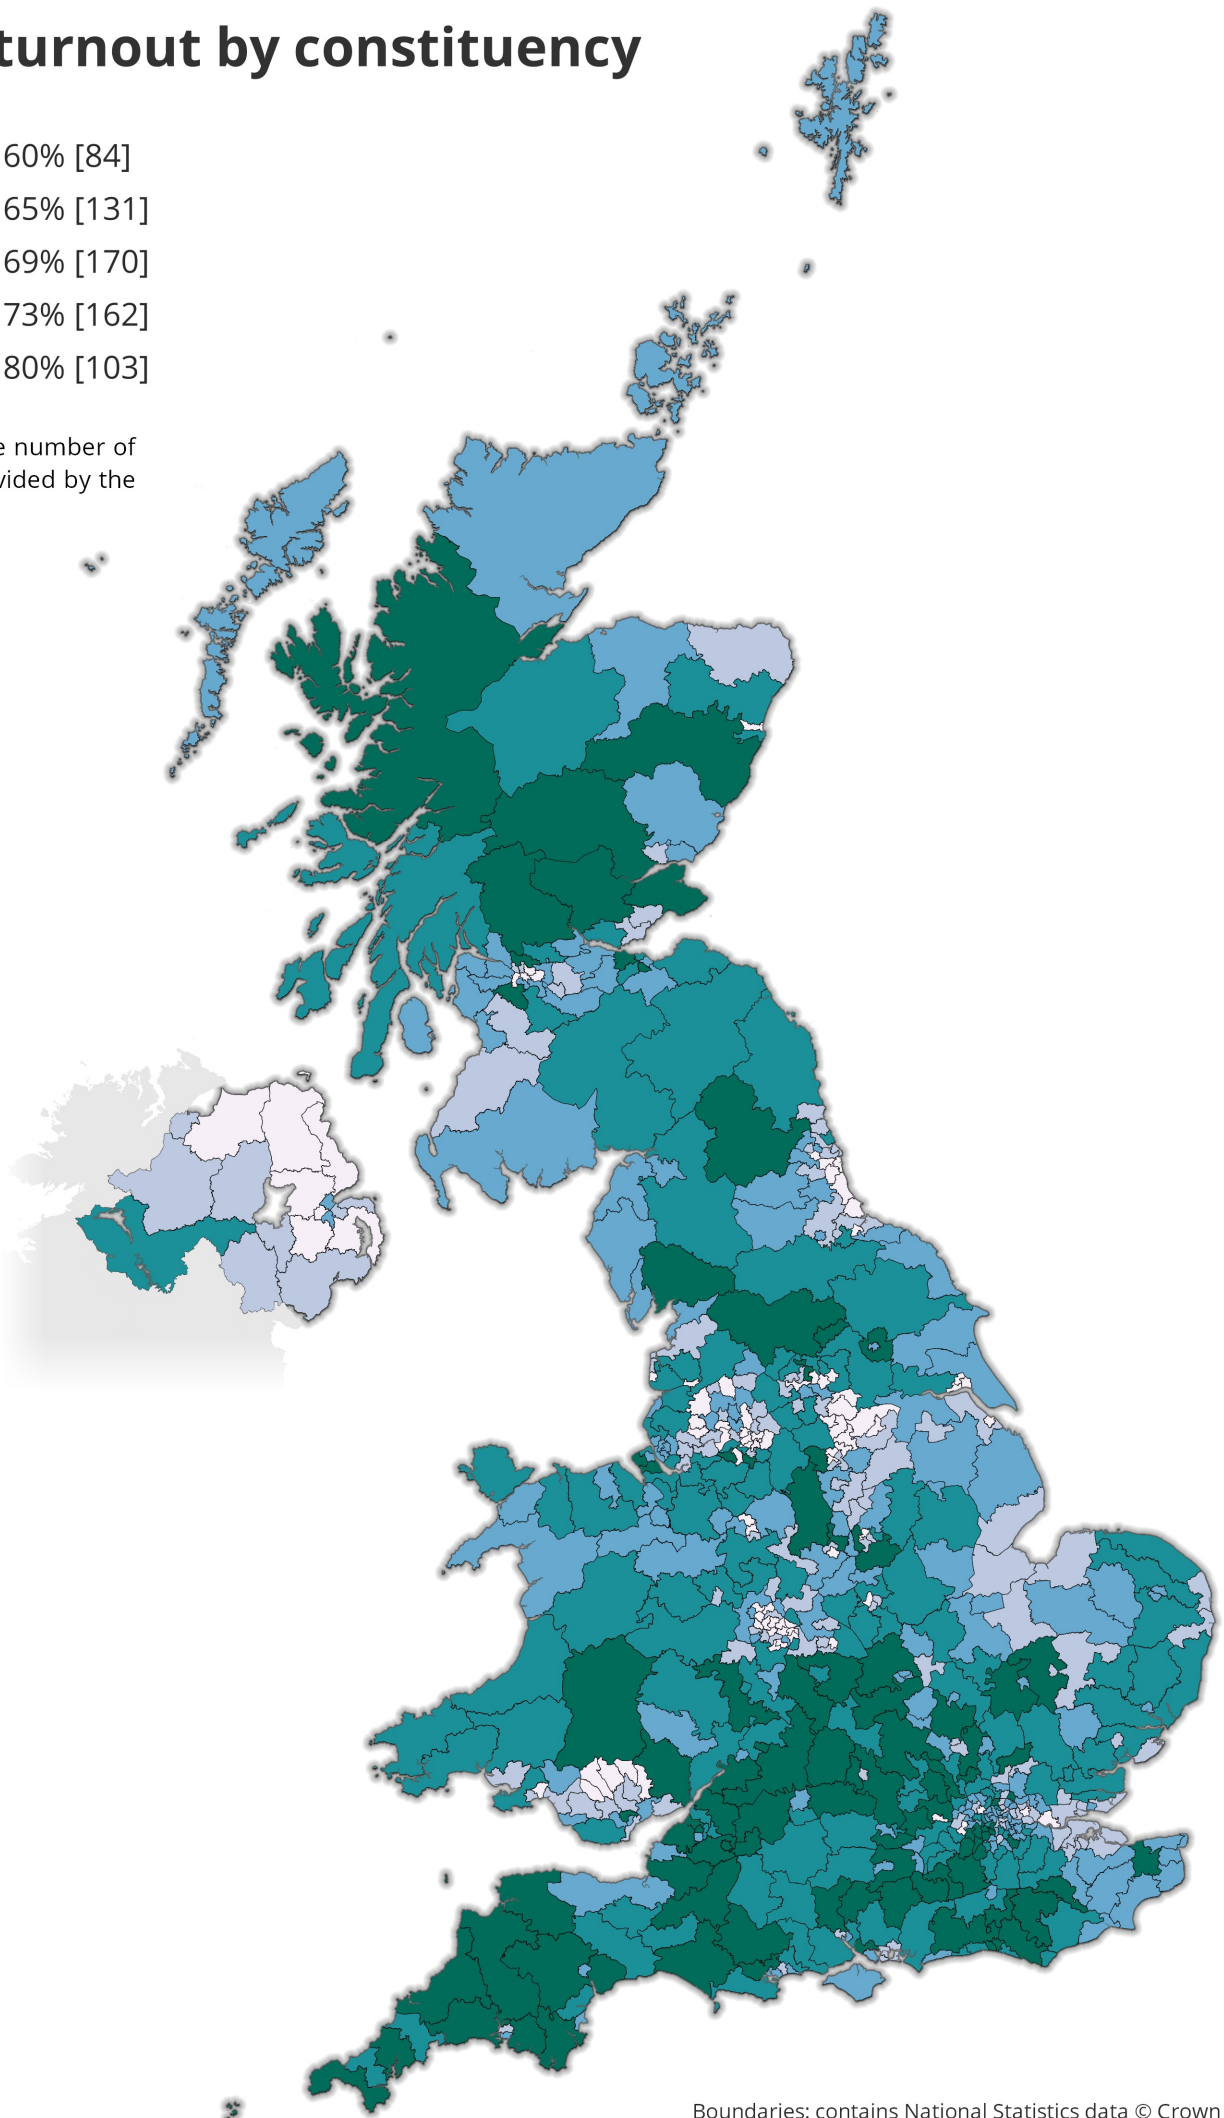 turnout by constituency
60% [84]
65% [131]
69% [170]
73% [162]
80% [103]
number of
by the
Boundaries: contains National Statistics data © Crown